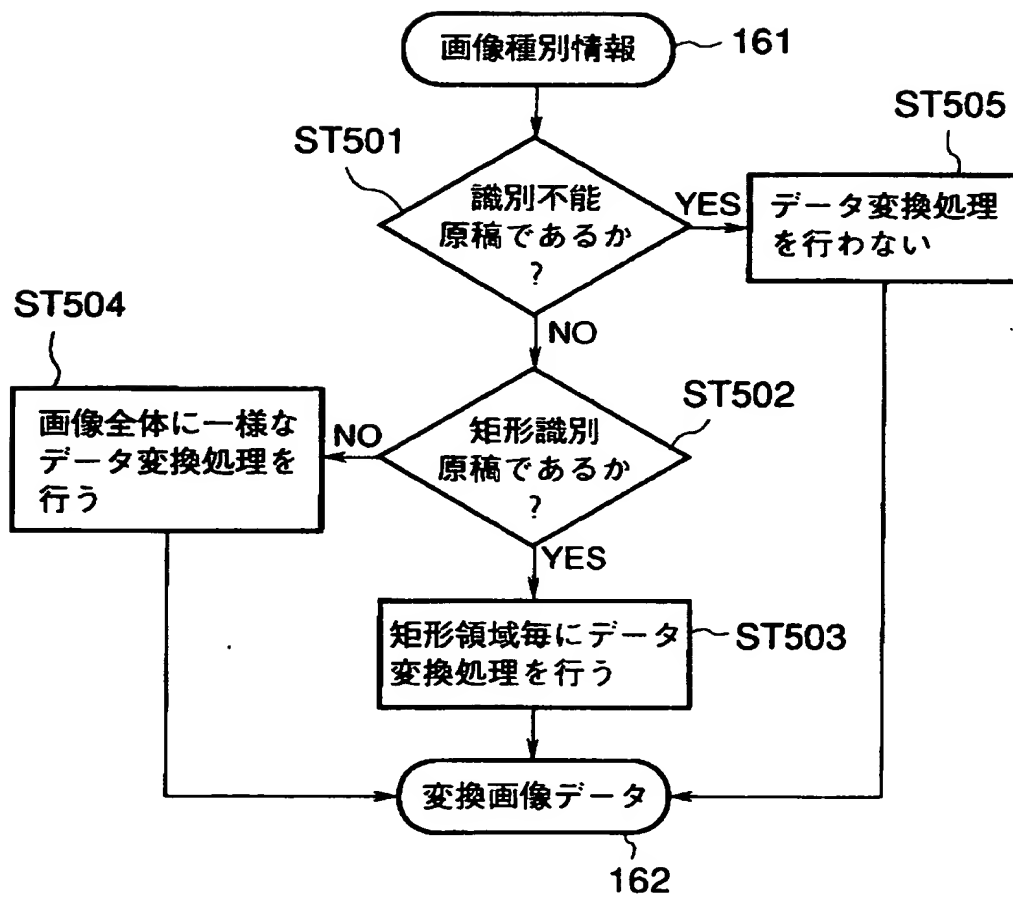 画像種別情報
161
ST501
識別不能
原稿であるか
?
YES
ST505
データ変換処理
を行わない
NO
ST502
矩形識別
原稿であるか
?
NO
ST504
画像全体に一様な
データ変換処理を
行う
YES
矩形領域毎にデータ
変換処理を行う
ST503
変換画像データ
162